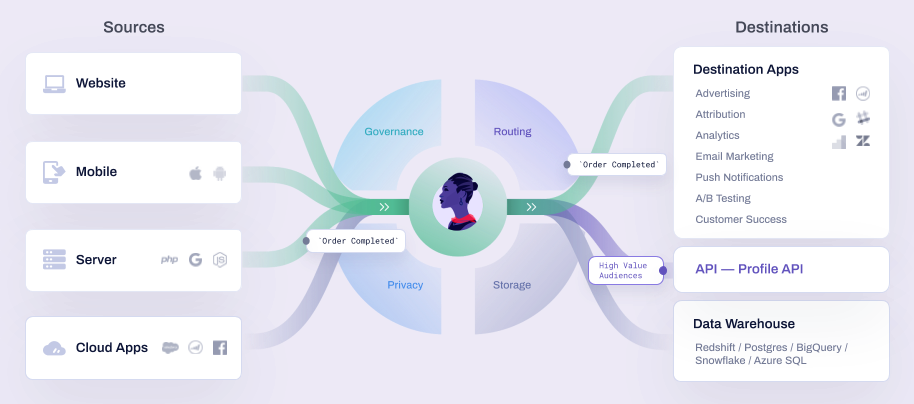 Sources
Destinations
Website
Mobile
Server
php
G
JS
Cloud Apps
Governance
Routing
Privacy
Storage
`Order Completed`
`Order Completed`
High Value
Audiences
Destination Apps
Advertising
Attribution
Analytics
Email Marketing
Push Notifications
A/B Testing
Customer Success
G
API — Profile API
Data Warehouse
Redshift / Postgres / BigQuery /
Snowflake / Azure SQL